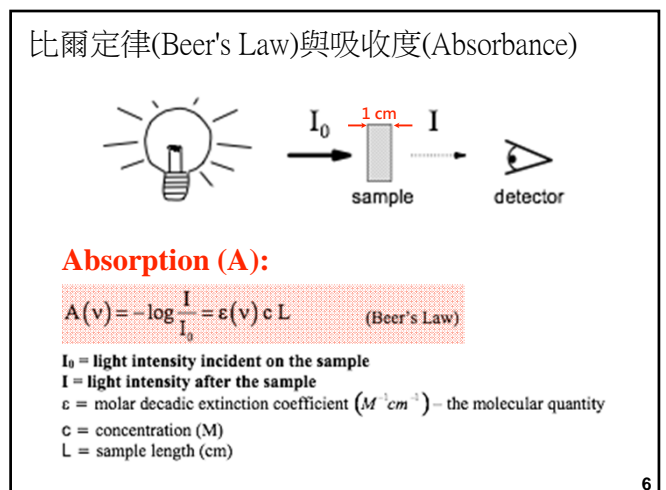 比爾定律(Beer's Law)與吸收度(Absorbance)
I₀
1 cm
I
sample
detector
Absorption (A):
A(ν) = −log I/I₀ = ε(ν) c L (Beer's Law)
I₀ = light intensity incident on the sample
I = light intensity after the sample
ε = molar decadic extinction coefficient (M⁻¹cm⁻¹) – the molecular quantity
c = concentration (M)
L = sample length (cm)
6